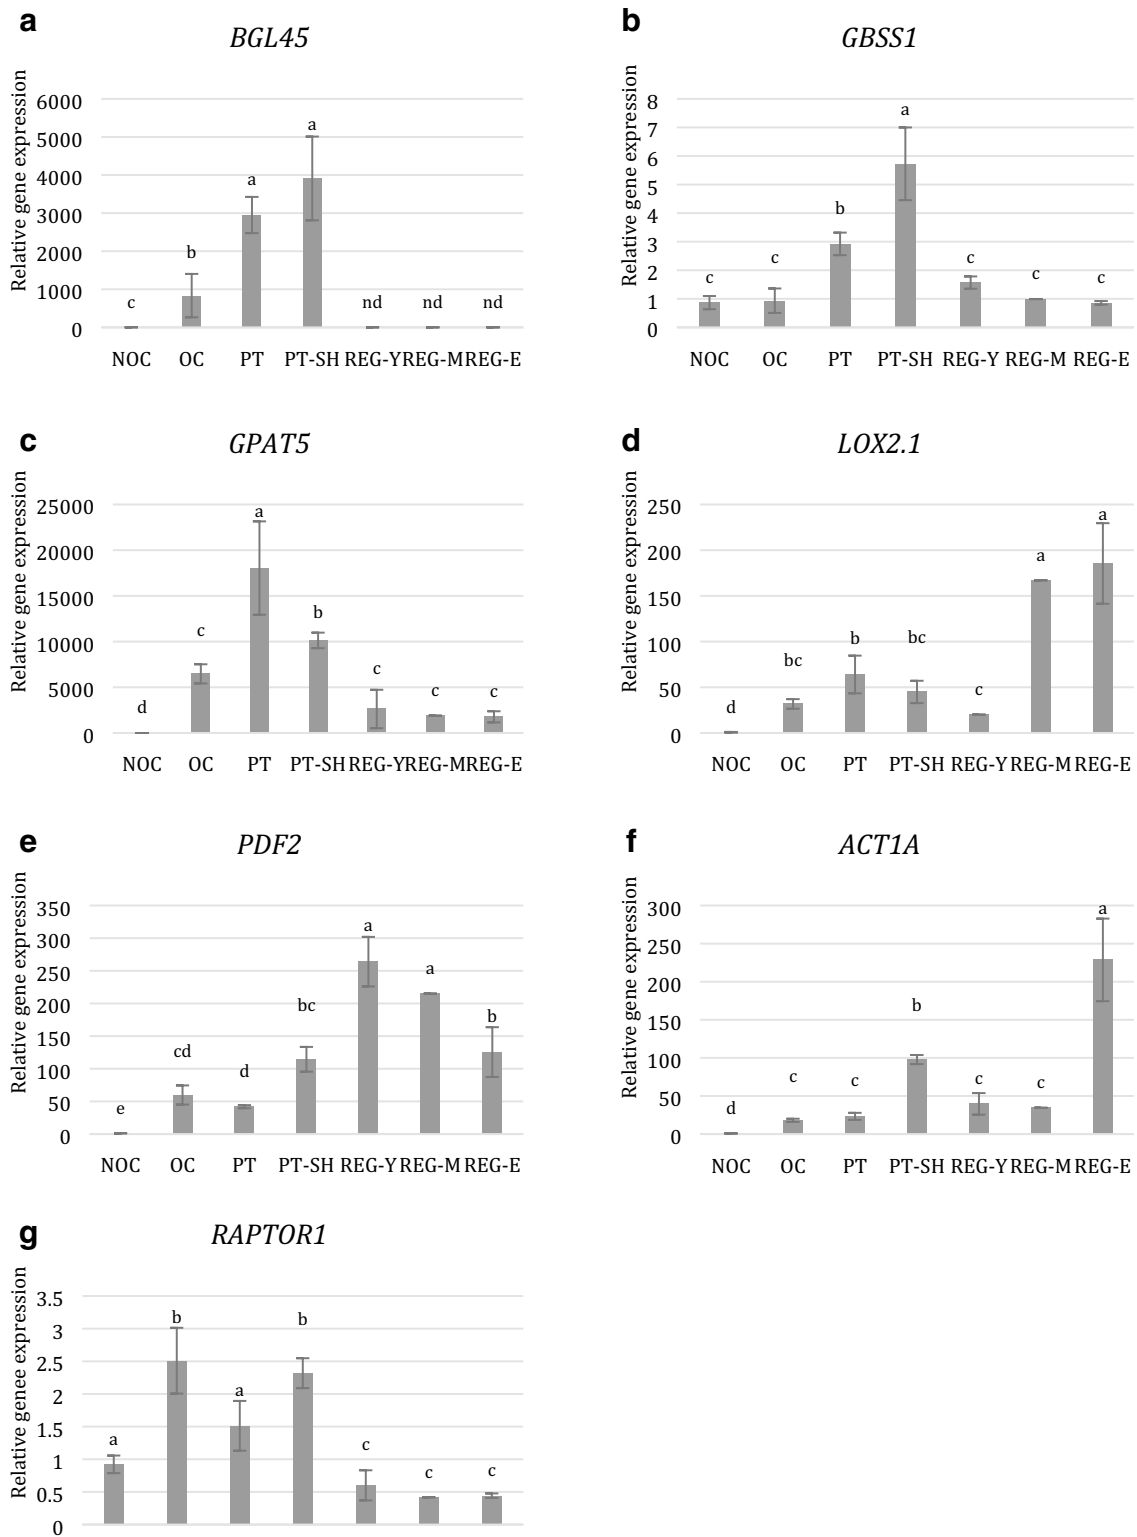 a
BGL45
Relative gene expression
6000
5000
4000
3000
2000
1000
0
c
b
a
a
nd
nd
nd
NOC OC PT PT-SH REG-Y REG-M REG-E
b
GBSS1
Relative gene expression
8
7
6
5
4
3
2
1
0
c
c
b
a
c
c
c
NOC OC PT PT-SH REG-Y REG-M REG-E
c
GPAT5
Relative gene expression
25000
20000
15000
10000
5000
0
d
c
a
b
c
c
c
NOC OC PT PT-SH REG-Y REG-M REG-E
d
LOX2.1
Relative gene expression
250
200
150
100
50
0
d
bc
b
bc
c
a
a
NOC OC PT PT-SH REG-Y REG-M REG-E
e
PDF2
Relative gene expression
350
300
250
200
150
100
50
0
e
cd
d
bc
a
a
b
NOC OC PT PT-SH REG-Y REG-M REG-E
f
ACT1A
Relative gene expression
300
250
200
150
100
50
0
d
c
c
b
c
c
a
NOC OC PT PT-SH REG-Y REG-M REG-E
g
RAPTOR1
Relative genee expression
3.5
3
2.5
2
1.5
1
0.5
0
a
b
a
b
c
c
c